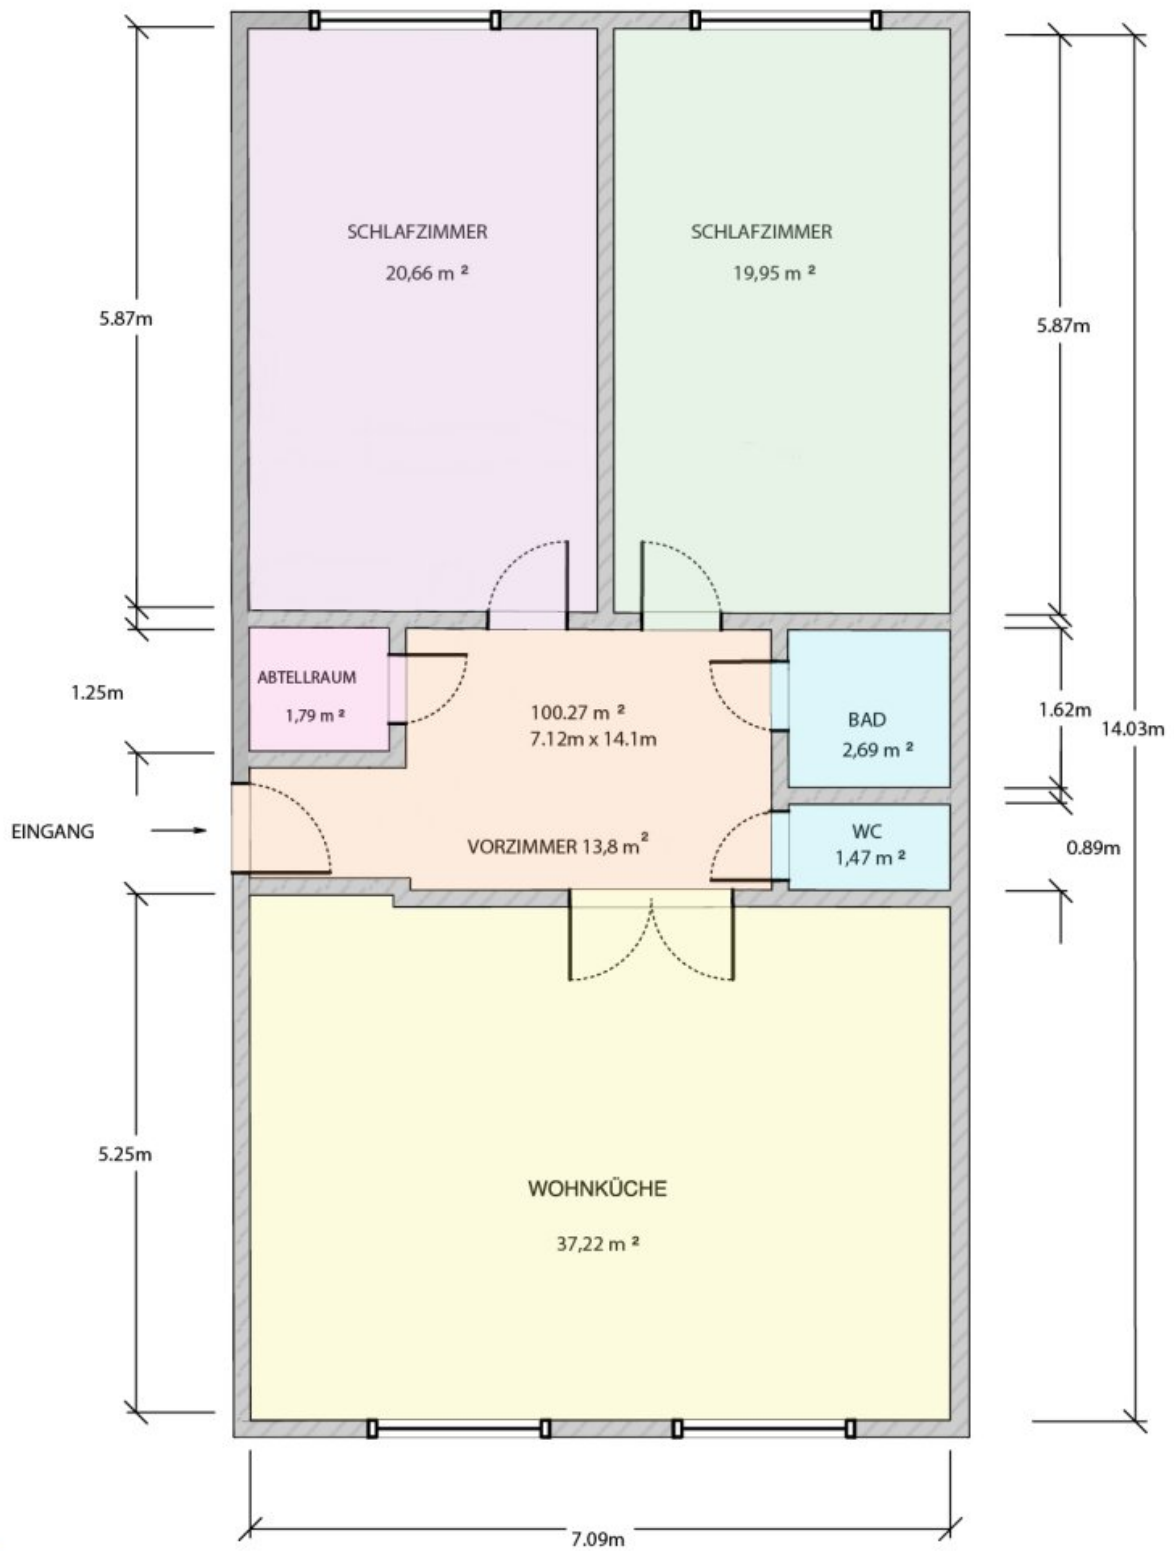 SCHLAFZIMMER
20,66 m ²
SCHLAFZIMMER
19,95 m ²
5.87m
5.87m
ABTELLRAUM
1,79 m ²
1.25m
100.27 m ²
7.12m x 14.1m
BAD
2,69 m ²
1.62m
14.03m
EINGANG
VORZIMMER 13,8 m²
WC
1,47 m ²
0.89m
5.25m
WOHNKÜCHE
37,22 m ²
7.09m